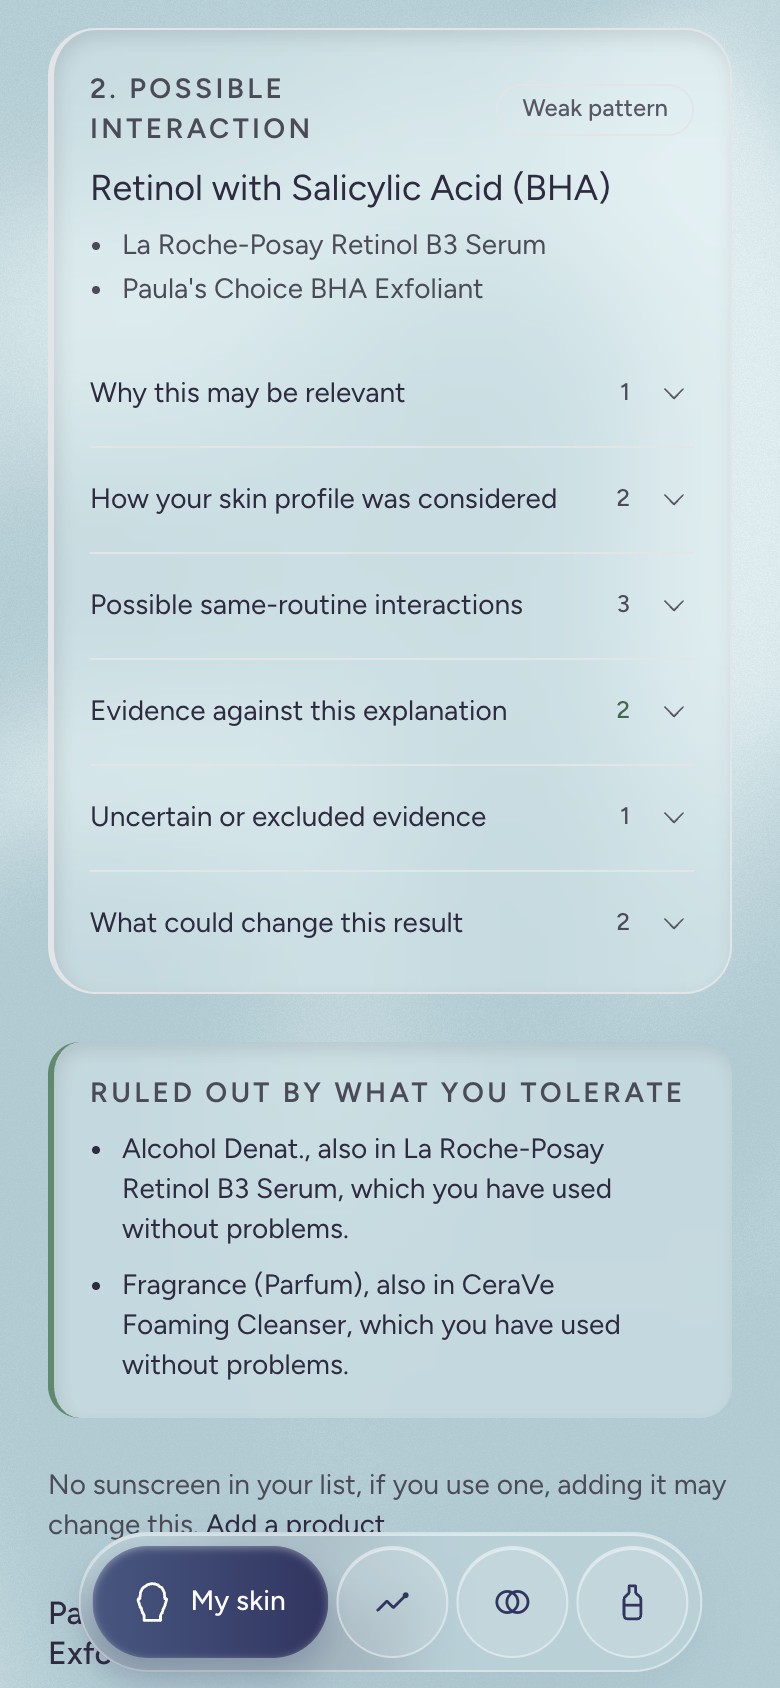 2. POSSIBLE
INTERACTION
Weak pattern
Retinol with Salicylic Acid (BHA)
• La Roche-Posay Retinol B3 Serum
• Paula's Choice BHA Exfoliant
Why this may be relevant 1
How your skin profile was considered 2
Possible same-routine interactions 3
Evidence against this explanation 2
Uncertain or excluded evidence 1
What could change this result 2
RULED OUT BY WHAT YOU TOLERATE
• Alcohol Denat., also in La Roche-Posay
Retinol B3 Serum, which you have used
without problems.
• Fragrance (Parfum), also in CeraVe
Foaming Cleanser, which you have used
without problems.
No sunscreen in your list, if you use one, adding it may
change this. Add a product
My skin